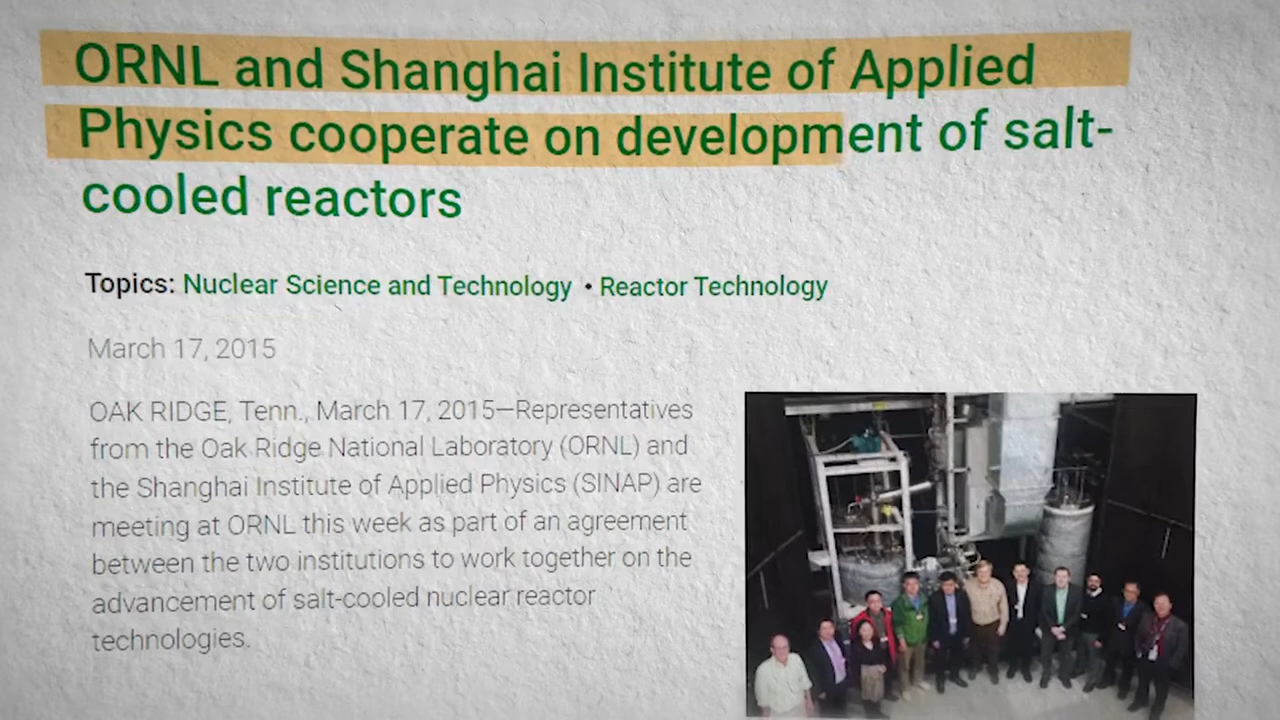 ORNL and Shanghai Institute of Applied
Physics cooperate on development of salt-
cooled reactors
Topics: Nuclear Science and Technology • Reactor Technology
March 17, 2015
OAK RIDGE, Tenn., March 17, 2015—Representatives
from the Oak Ridge National Laboratory (ORNL) and
the Shanghai Institute of Applied Physics (SINAP) are
meeting at ORNL this week as part of an agreement
between the two institutions to work together on the
advancement of salt-cooled nuclear reactor
technologies.